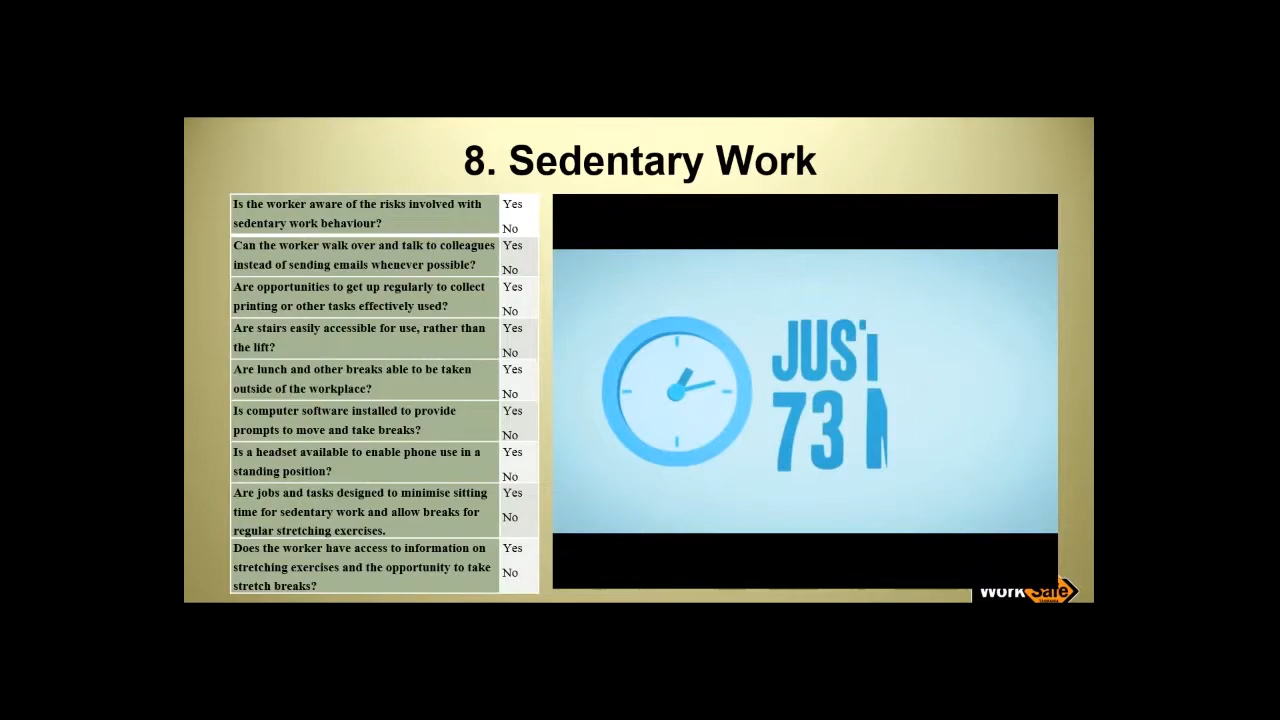 8. Sedentary Work
Is the worker aware of the risks involved with
sedentary work behaviour?
Yes
No
Can the worker walk over and talk to colleagues
instead of sending emails whenever possible?
Yes
No
Are opportunities to get up regularly to collect
printing or other tasks effectively used?
Yes
No
Are stairs easily accessible for use, rather than
the lift?
Yes
No
Are lunch and other breaks able to be taken
outside of the workplace?
Yes
No
Is computer software installed to provide
prompts to move and take breaks?
Yes
No
Is a headset available to enable phone use in a
standing position?
Yes
No
Are jobs and tasks designed to minimise sitting
time for sedentary work and allow breaks for
regular stretching exercises.
Yes
No
Does the worker have access to information on
stretching exercises and the opportunity to take
stretch breaks?
Yes
No
JUST
73
WorkSafe